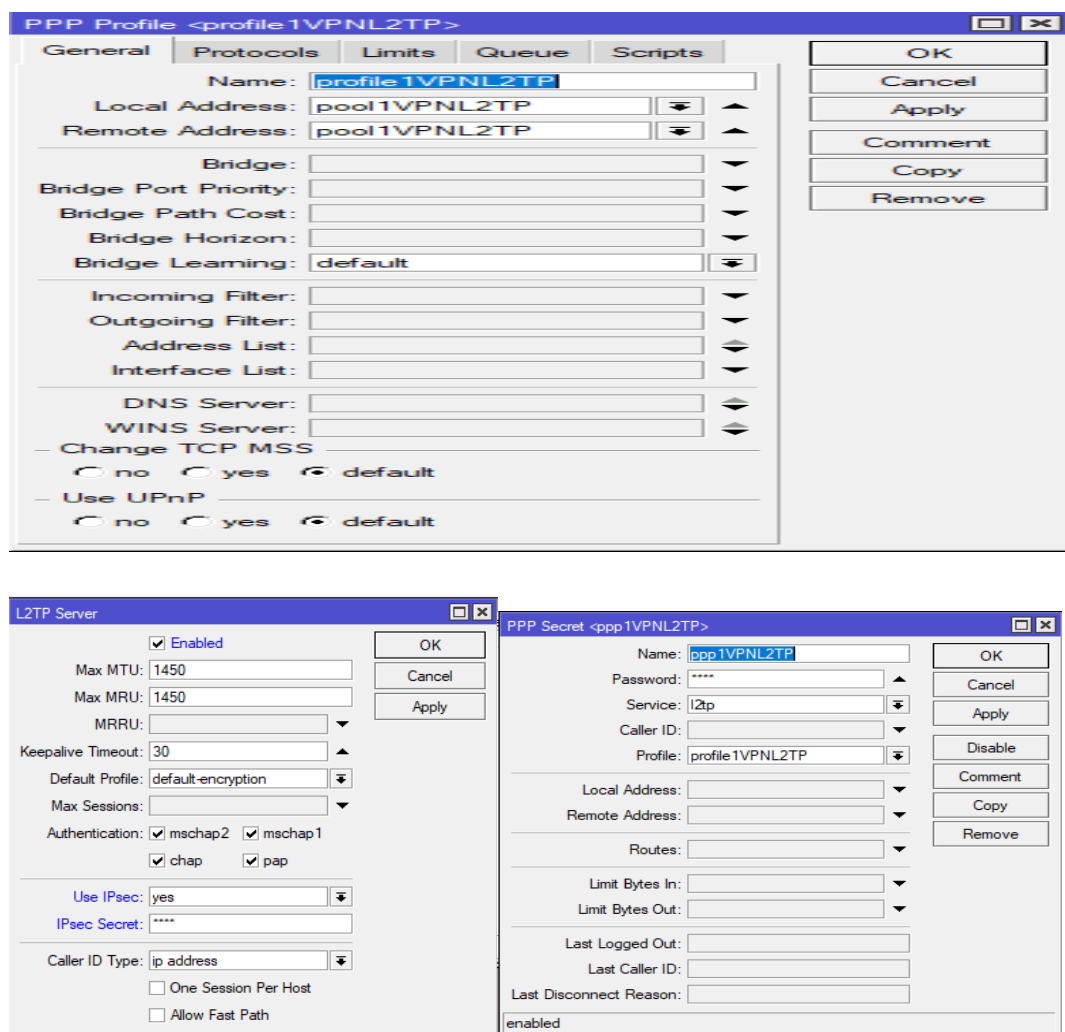 PPP Profile <profile1VPNL2TP>
General Protocols Limits Queue Scripts
Name: profile1VPNL2TP
Local Address: pool1VPNL2TP
Remote Address: pool1VPNL2TP
Bridge:
Bridge Port Priority:
Bridge Path Cost:
Bridge Horizon:
Bridge Learning: default
Incoming Filter:
Outgoing Filter:
Address List:
Interface List:
DNS Server:
WINS Server:
Change TCP MSS
no yes default
Use UPnP
no yes default
OK
Cancel
Apply
Comment
Copy
Remove
L2TP Server
Enabled
Max MTU: 1450
Max MRU: 1450
MRRU:
Keepalive Timeout: 30
Default Profile: default-encryption
Max Sessions:
Authentication: mschap2 mschap1
chap pap
Use IPsec: yes
IPsec Secret: ****
Caller ID Type: ip address
One Session Per Host
Allow Fast Path
OK
Cancel
Apply
PPP Secret <ppp1VPNL2TP>
Name: ppp1VPNL2TP
Password: ****
Service: l2tp
Caller ID:
Profile: profile1VPNL2TP
Local Address:
Remote Address:
Routes:
Limit Bytes In:
Limit Bytes Out:
Last Logged Out:
Last Caller ID:
Last Disconnect Reason:
enabled
OK
Cancel
Apply
Disable
Comment
Copy
Remove